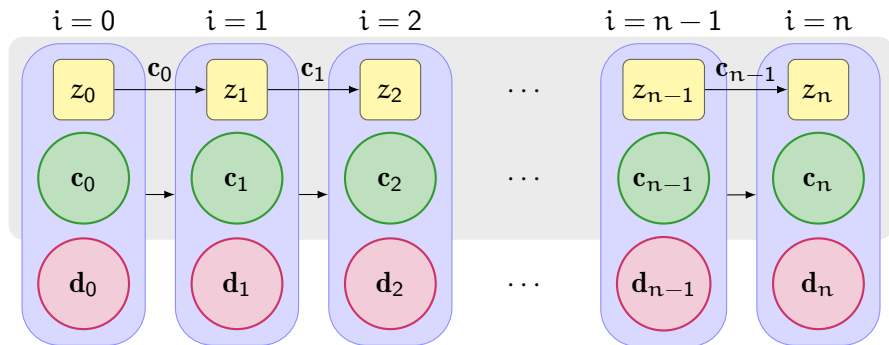 i = 0 i = 1 i = 2 i = n − 1 i = n
c₀ c₁ cₙ₋₁
z₀ z₁ z₂ ⋯ zₙ₋₁ zₙ
c₀ c₁ c₂ ⋯ cₙ₋₁ cₙ
d₀ d₁ d₂ ⋯ dₙ₋₁ dₙ